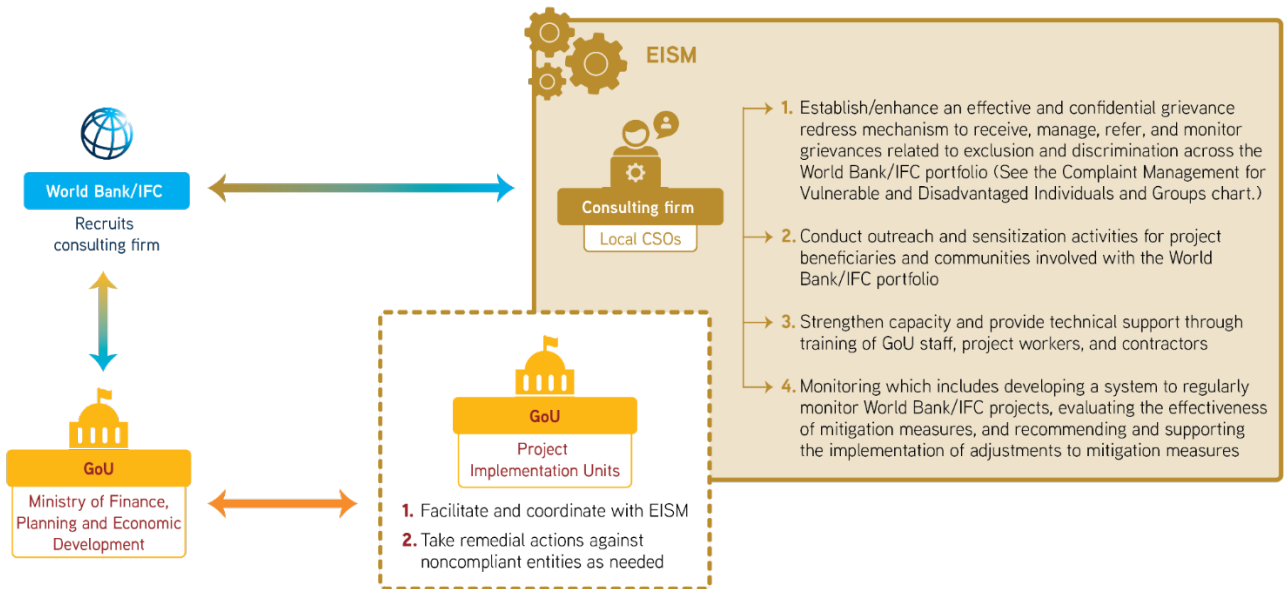 EISM
World Bank/IFC
Recruits
consulting firm
Consulting firm
Local CSOs
1. Establish/enhance an effective and confidential grievance
redress mechanism to receive, manage, refer, and monitor
grievances related to exclusion and discrimination across the
World Bank/IFC portfolio (See the Complaint Management for
Vulnerable and Disadvantaged Individuals and Groups chart.)
2. Conduct outreach and sensitization activities for project
beneficiaries and communities involved with the World
Bank/IFC portfolio
3. Strengthen capacity and provide technical support through
training of GoU staff, project workers, and contractors
4. Monitoring which includes developing a system to regularly
monitor World Bank/IFC projects, evaluating the effectiveness
of mitigation measures, and recommending and supporting
the implementation of adjustments to mitigation measures
GoU
Ministry of Finance,
Planning and Economic
Development
GoU
Project
Implementation Units
1. Facilitate and coordinate with EISM
2. Take remedial actions against
noncompliant entities as needed